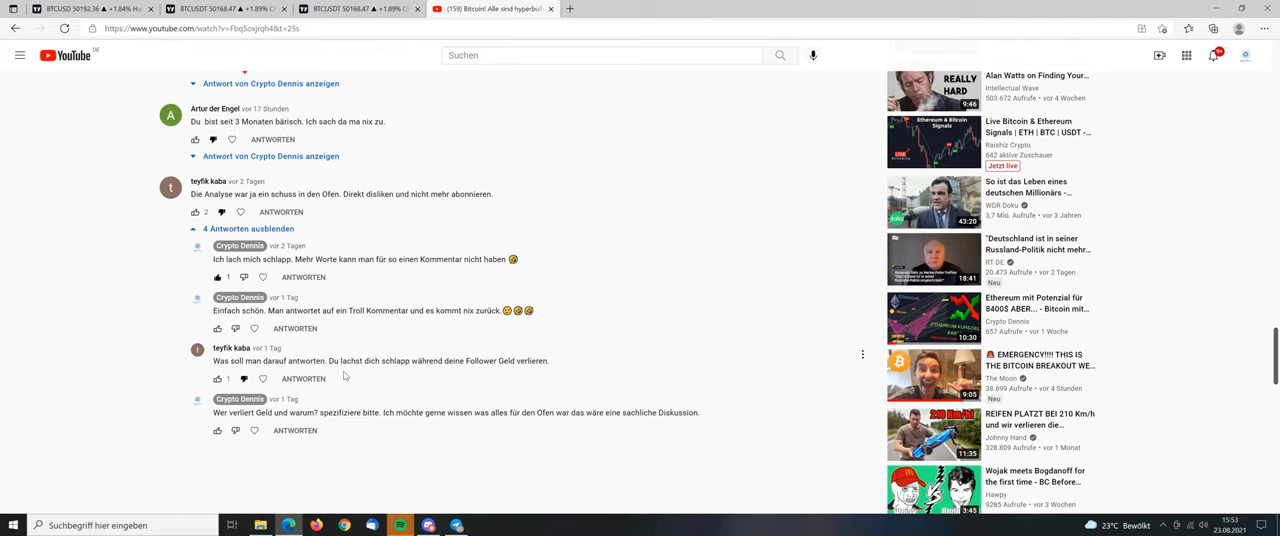 BTCUSD 50192.36 ▲ +1.84% Ha
BTCUSDT 50168.47 ▲ +1.89%
BTCUSDT 50168.47 ▲ +1.89%
(159) Bitcoin! Alle sind hyperbull
https://www.youtube.com/watch?v=FbqSoxjrqh4&t=25s
YouTube DE
Suchen
9+
Antwort von Crypto Dennis anzeigen
Artur der Engel vor 17 Stunden
A
Du bist seit 3 Monaten bärisch. Ich sach da ma nix zu.
ANTWORTEN
Antwort von Crypto Dennis anzeigen
teyfik kaba vor 2 Tagen
t
Die Analyse war ja ein schuss in den Ofen. Direkt disliken und nicht mehr abonnieren.
2 ANTWORTEN
4 Antworten ausblenden
Crypto Dennis vor 2 Tagen
Ich lach mich schlapp. Mehr Worte kann man für so einen Kommentar nicht haben
1 ANTWORTEN
Crypto Dennis vor 1 Tag
Einfach schön. Man antwortet auf ein Troll Kommentar und es kommt nix zurück.
ANTWORTEN
teyfik kaba vor 1 Tag
t
Was soll man darauf antworten. Du lachst dich schlapp während deine Follower Geld verlieren.
1 ANTWORTEN
Crypto Dennis vor 1 Tag
Wer verliert Geld und warum? spezifiziere bitte. Ich möchte gerne wissen was alles für den Ofen war das wäre eine sachliche Diskussion.
ANTWORTEN
REALLY
HARD
9:46
Alan Watts on Finding Your...
Intellectual Wave
503.672 Aufrufe • vor 4 Wochen
Ethereum & Bitcoin
Signals
LIVE
Live Bitcoin & Ethereum
Signals | ETH | BTC | USDT -...
Raishiz Crypto
642 aktive Zuschauer
Jetzt live
doku
43:20
So ist das Leben eines
deutschen Millionärs -...
WDR Doku
3,7 Mio. Aufrufe • vor 3 Jahren
18:41
"Deutschland ist in seiner
Russland-Politik nicht mehr...
RT DE
20.473 Aufrufe • vor 2 Tagen
Neu
10:30
Ethereum mit Potenzial für
8400$ ABER... - Bitcoin mit...
Crypto Dennis
657 Aufrufe • vor 1 Woche
9:05
EMERGENCY!!!! THIS IS
THE BITCOIN BREAKOUT WE...
The Moon
38.699 Aufrufe • vor 4 Stunden
Neu
210 Km/h
11:35
REIFEN PLATZT BEI 210 Km/h
und wir verlieren die...
Johnny Hand
328.809 Aufrufe • vor 1 Monat
3:45
Wojak meets Bogdanoff for
the first time - BC Before...
Hawpy
9285 Aufrufe • vor 3 Wochen
Suchbegriff hier eingeben
23°C Bewölkt
15:53
23.08.2021